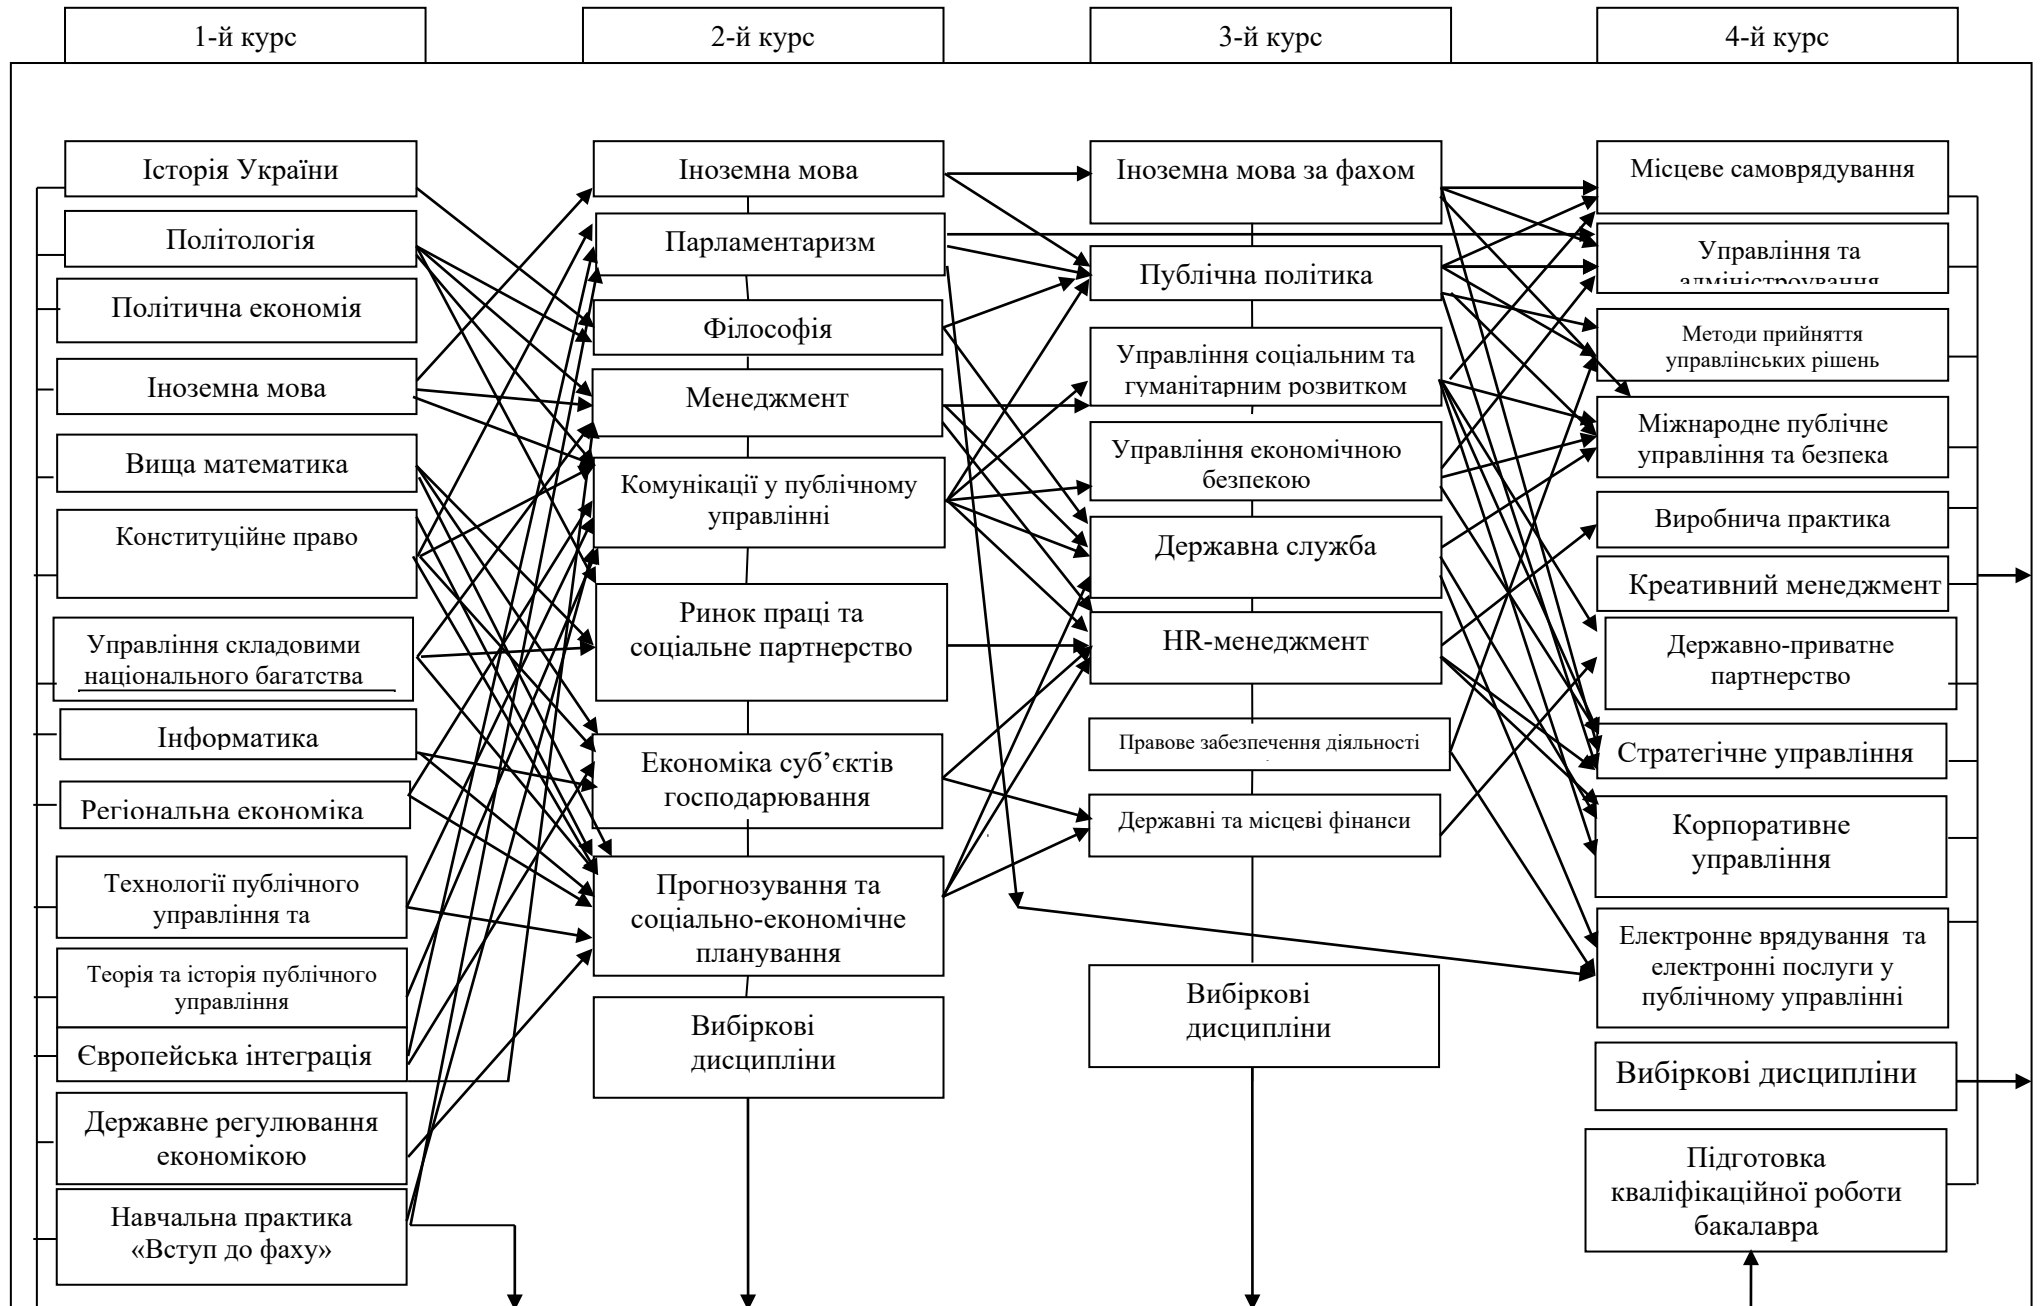 1-й курс
2-й курс
3-й курс
4-й курс
Історія України
Політологія
Політична економія
Іноземна мова
Вища математика
Конституційне право
Управління складовими
національного багатства
Інформатика
Регіональна економіка
Технології публічного
управління та
Теорія та історія публічного
управління
Європейська інтеграція
Державне регулювання
економікою
Навчальна практика
«Вступ до фаху»
Іноземна мова
Парламентаризм
Філософія
Менеджмент
Комунікації у публічному
управлінні
Ринок праці та
соціальне партнерство
Економіка суб’єктів
господарювання
Прогнозування та
соціально-економічне
планування
Вибіркові
дисципліни
Іноземна мова за фахом
Публічна політика
Управління соціальним та
гуманітарним розвитком
Управління економічною
безпекою
Державна служба
HR-менеджмент
Правове забезпечення діяльності
Державні та місцеві фінанси
Вибіркові
дисципліни
Місцеве самоврядування
Управління та
адміністроування
Методи прийняття
управлінських рішень
Міжнародне публічне
управління та безпека
Виробнича практика
Креативний менеджмент
Державно-приватне
партнерство
Стратегічне управління
Корпоративне
управління
Електронне врядування та
електронні послуги у
публічному управлінні
Вибіркові дисципліни
Підготовка
кваліфікаційної роботи
бакалавра